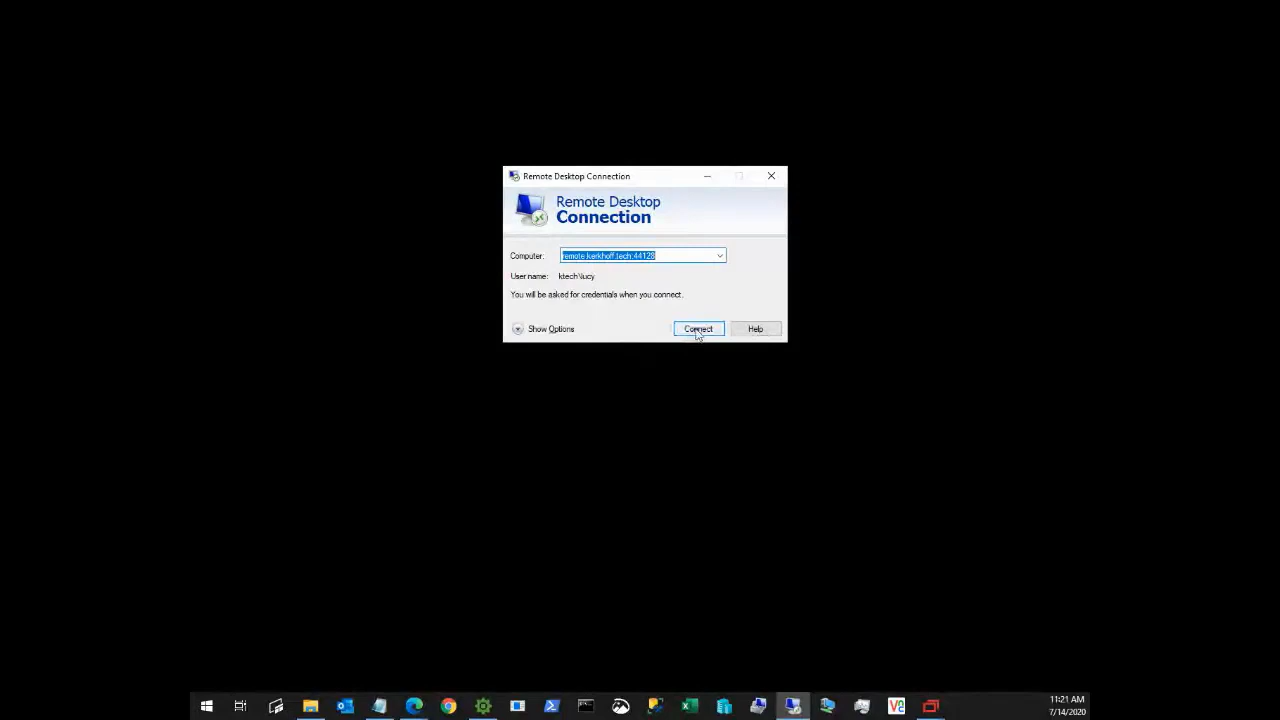 Remote Desktop Connection
Remote Desktop
Connection
Computer: remote.kerkhoff.tech:44128
User name: ktech\lucy
You will be asked for credentials when you connect.
Show Options
Connect
Help
11:21 AM
7/14/2020